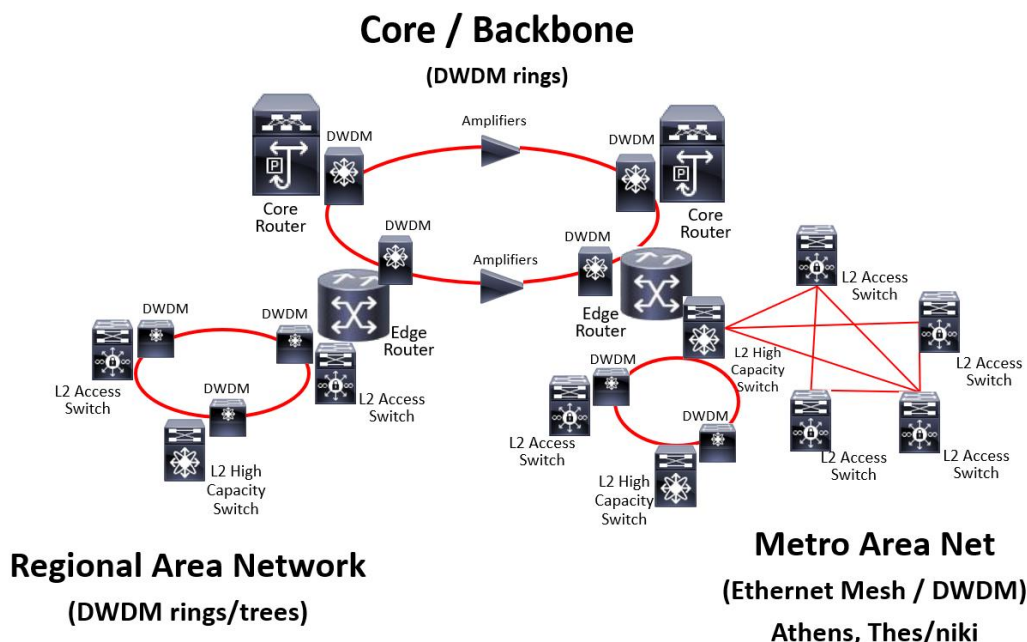 Core / Backbone
(DWDM rings)
Amplifiers
DWDM
DWDM
P
P
Core
Router
Core
Router
DWDM
DWDM
Amplifiers
L2 Access
Switch
Edge
Router
Edge
Router
DWDM
DWDM
L2 Access
Switch
L2 High
Capacity
Switch
DWDM
L2 Access
Switch
L2 Access
Switch
DWDM
DWDM
L2 Access
Switch
L2 Access
Switch
L2 Access
Switch
L2 High
Capacity
Switch
L2 High
Capacity
Switch
Metro Area Net
(Ethernet Mesh / DWDM)
Athens, Thes/niki
Regional Area Network
(DWDM rings/trees)